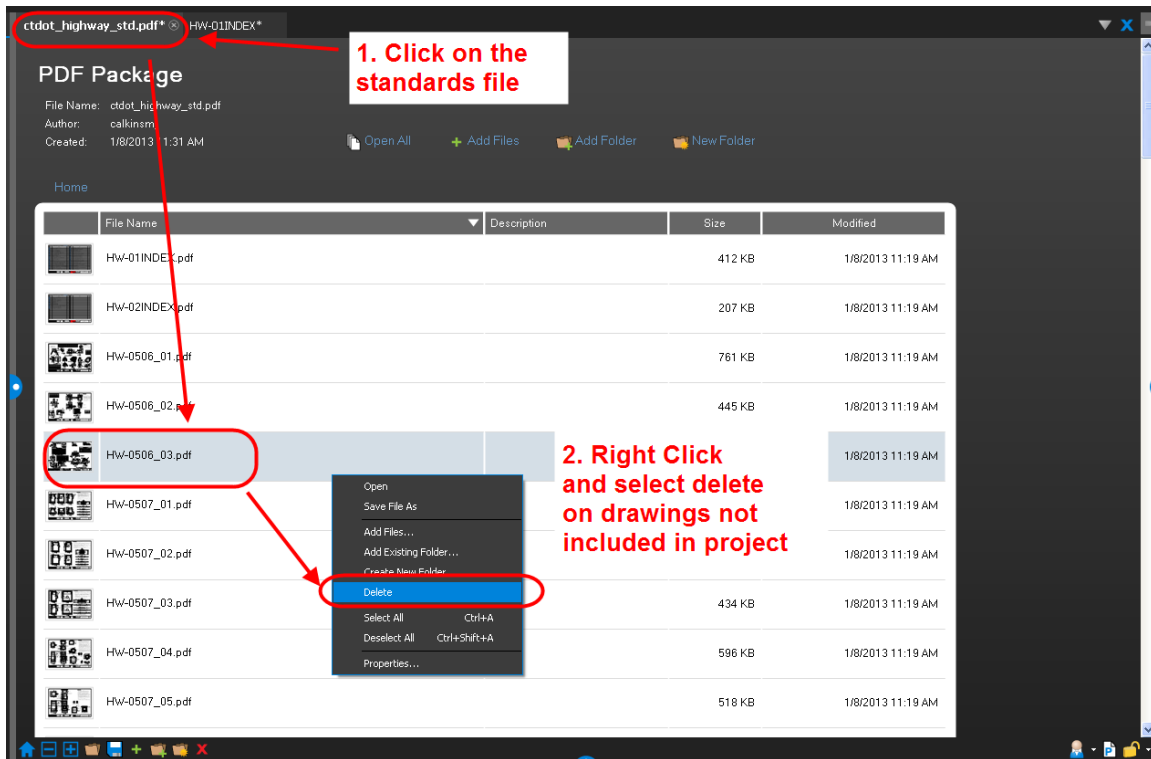 ctdot_highway_std.pdf* HW-01INDEX*
1. Click on the
standards file
PDF Package
File Name: ctdot_highway_std.pdf
Author: calkinsmj
Created: 1/8/2013 11:31 AM
Open All Add Files Add Folder New Folder
Home
File Name Description Size Modified
HW-01INDEX.pdf 412 KB 1/8/2013 11:19 AM
HW-02INDEX.pdf 207 KB 1/8/2013 11:19 AM
HW-0506_01.pdf 761 KB 1/8/2013 11:19 AM
HW-0506_02.pdf 445 KB 1/8/2013 11:19 AM
HW-0506_03.pdf 1/8/2013 11:19 AM
2. Right Click
and select delete
on drawings not
included in project
Open
Save File As
Add Files...
Add Existing Folder...
Create New Folder
Delete
Select All Ctrl+A
Deselect All Ctrl+Shift+A
Properties...
HW-0507_01.pdf 1/8/2013 11:19 AM
HW-0507_02.pdf 1/8/2013 11:19 AM
HW-0507_03.pdf 434 KB 1/8/2013 11:19 AM
HW-0507_04.pdf 596 KB 1/8/2013 11:19 AM
HW-0507_05.pdf 518 KB 1/8/2013 11:19 AM